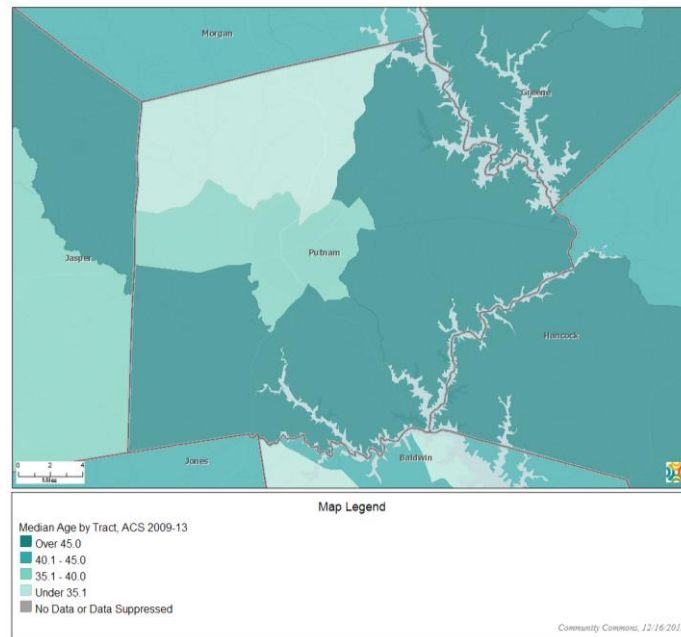 Morgan
Greene
Putnam
Jasper
Hancock
Jones
Baldwin
0 2 4
Map Legend
Median Age by Tract, ACS 2009-13
Over 45.0
40.1 - 45.0
35.1 - 40.0
Under 35.1
No Data or Data Suppressed
Community Commons,